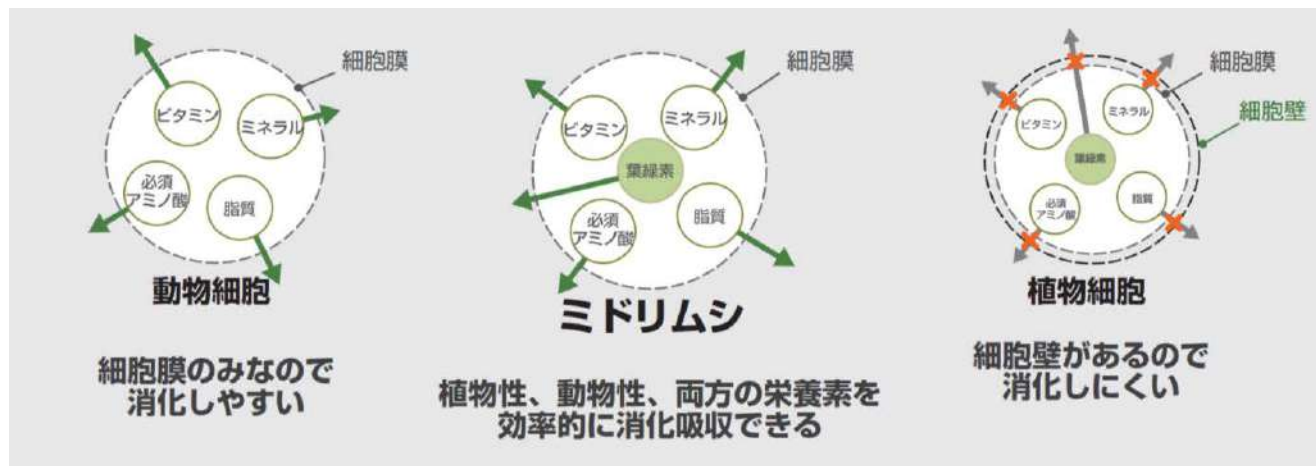 細胞膜
ビタミン
ミネラル
必須
アミノ酸
脂質
動物細胞
細胞膜のみなので
消化しやすい
細胞膜
ビタミン
ミネラル
葉緑素
必須
アミノ酸
脂質
ミドリムシ
植物性、動物性、両方の栄養素を
効率的に消化吸収できる
細胞膜
細胞壁
ビタミン
ミネラル
葉緑素
必須
アミノ酸
脂質
植物細胞
細胞壁があるので
消化しにくい